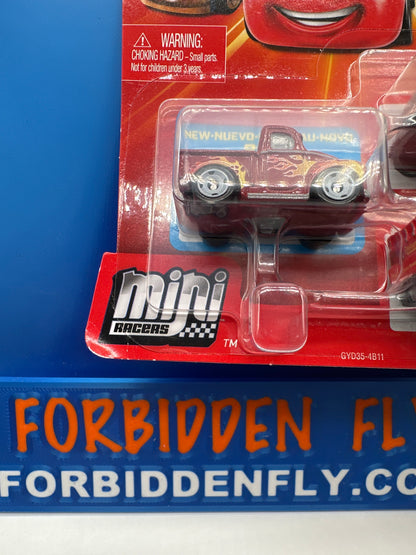 WARNING:
CHOKING HAZARD – Small parts.
Not for children under 3 years.
NEW • NUEVO
mini
RACERS
TM
GYD35-4B11
FORBIDDEN FL
FORBIDDENFLY.CO